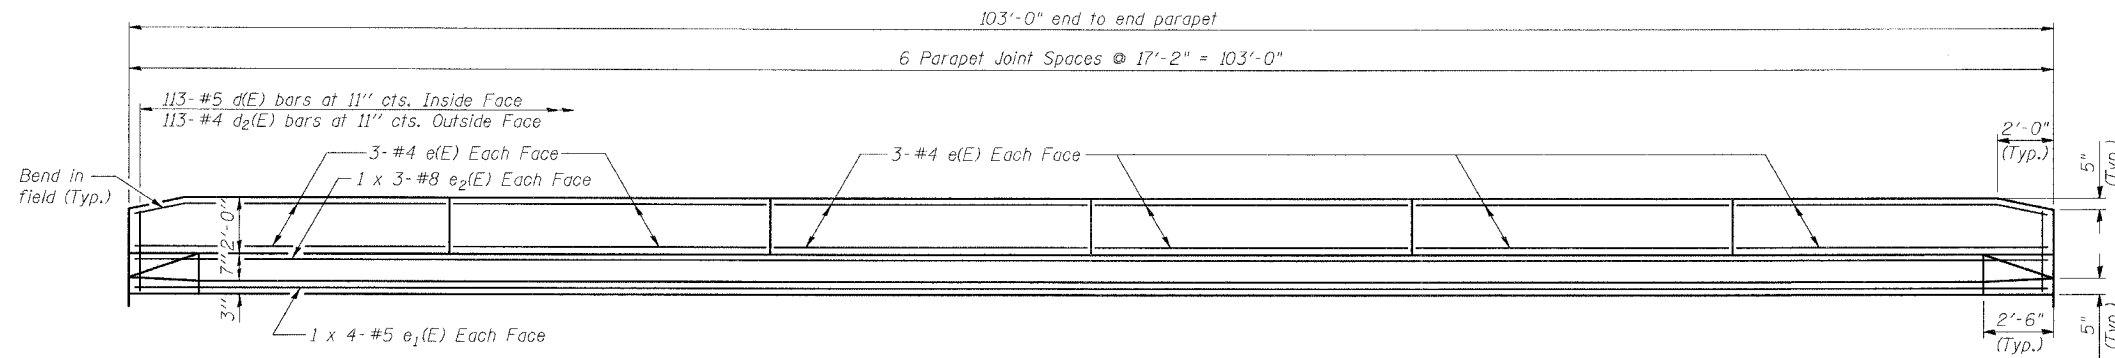 103'-0" end to end parapet
6 Parapet Joint Spaces @ 17'-2" = 103'-0"
113-#5 d(E) bars at 11" cts. Inside Face
113-#4 d2(E) bars at 11" cts. Outside Face
2'-0"
(Typ.)
5"
(Typ.)
3-#4 e(E) Each Face
3-#4 e(E) Each Face
Bend in
field (Typ.)
1 x 3-#8 e2(E) Each Face
2'-0"
7"
3"
1 x 4-#5 e1(E) Each Face
2'-6"
(Typ.)
5"
(Typ.)